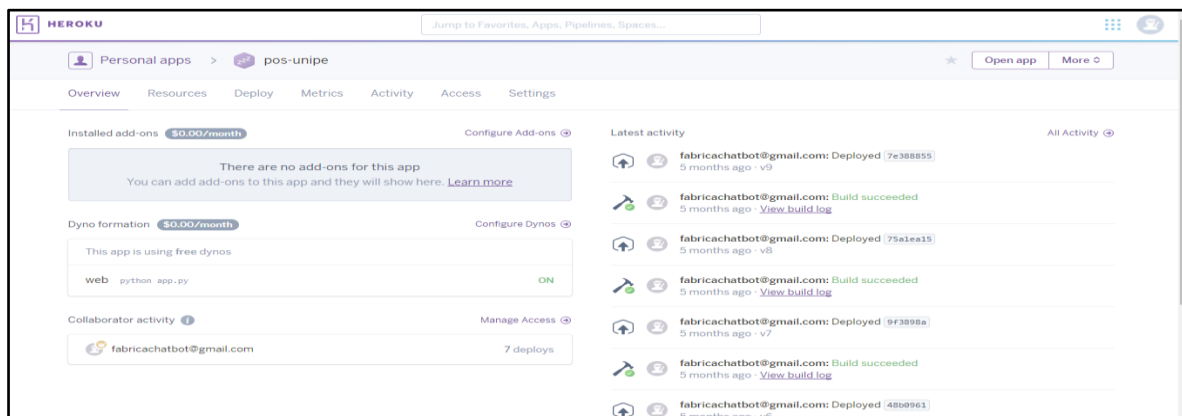 HEROKU
Jump to Favorites, Apps, Pipelines, Spaces...
Personal apps > pos-unipe
Open app
More
Overview Resources Deploy Metrics Activity Access Settings
Installed add-ons $0.00/month
Configure Add-ons
There are no add-ons for this app
You can add add-ons to this app and they will show here. Learn more
Dyno formation $0.00/month
Configure Dynos
This app is using free dynos
web python app.py ON
Collaborator activity
Manage Access
fabricachatbot@gmail.com 7 deploys
Latest activity
All Activity
fabricachatbot@gmail.com: Deployed 7e388855
5 months ago · v9
fabricachatbot@gmail.com: Build succeeded
5 months ago · View build log
fabricachatbot@gmail.com: Deployed 75a1ea15
5 months ago · v8
fabricachatbot@gmail.com: Build succeeded
5 months ago · View build log
fabricachatbot@gmail.com: Deployed 9f3898a
5 months ago · v7
fabricachatbot@gmail.com: Build succeeded
5 months ago · View build log
fabricachatbot@gmail.com: Deployed 48b0961